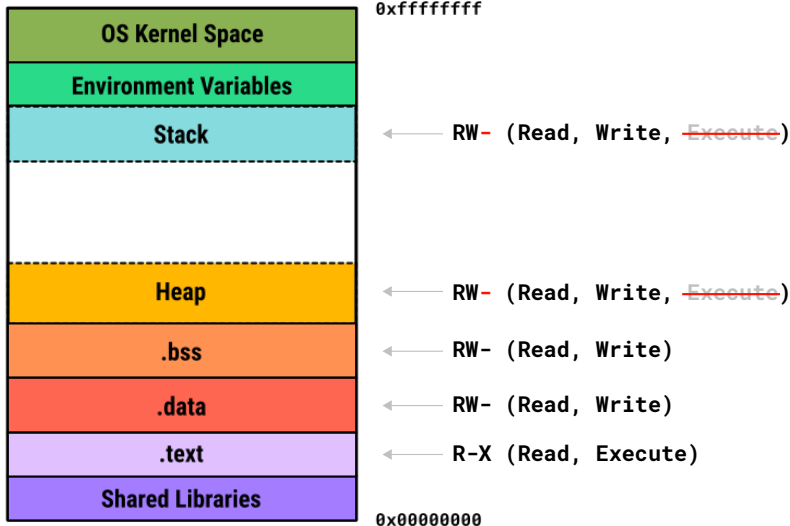 0xffffffff
OS Kernel Space
Environment Variables
Stack
RW- (Read, Write, Execute)
Heap
RW- (Read, Write, Execute)
.bss
RW- (Read, Write)
.data
RW- (Read, Write)
.text
R-X (Read, Execute)
Shared Libraries
0x00000000